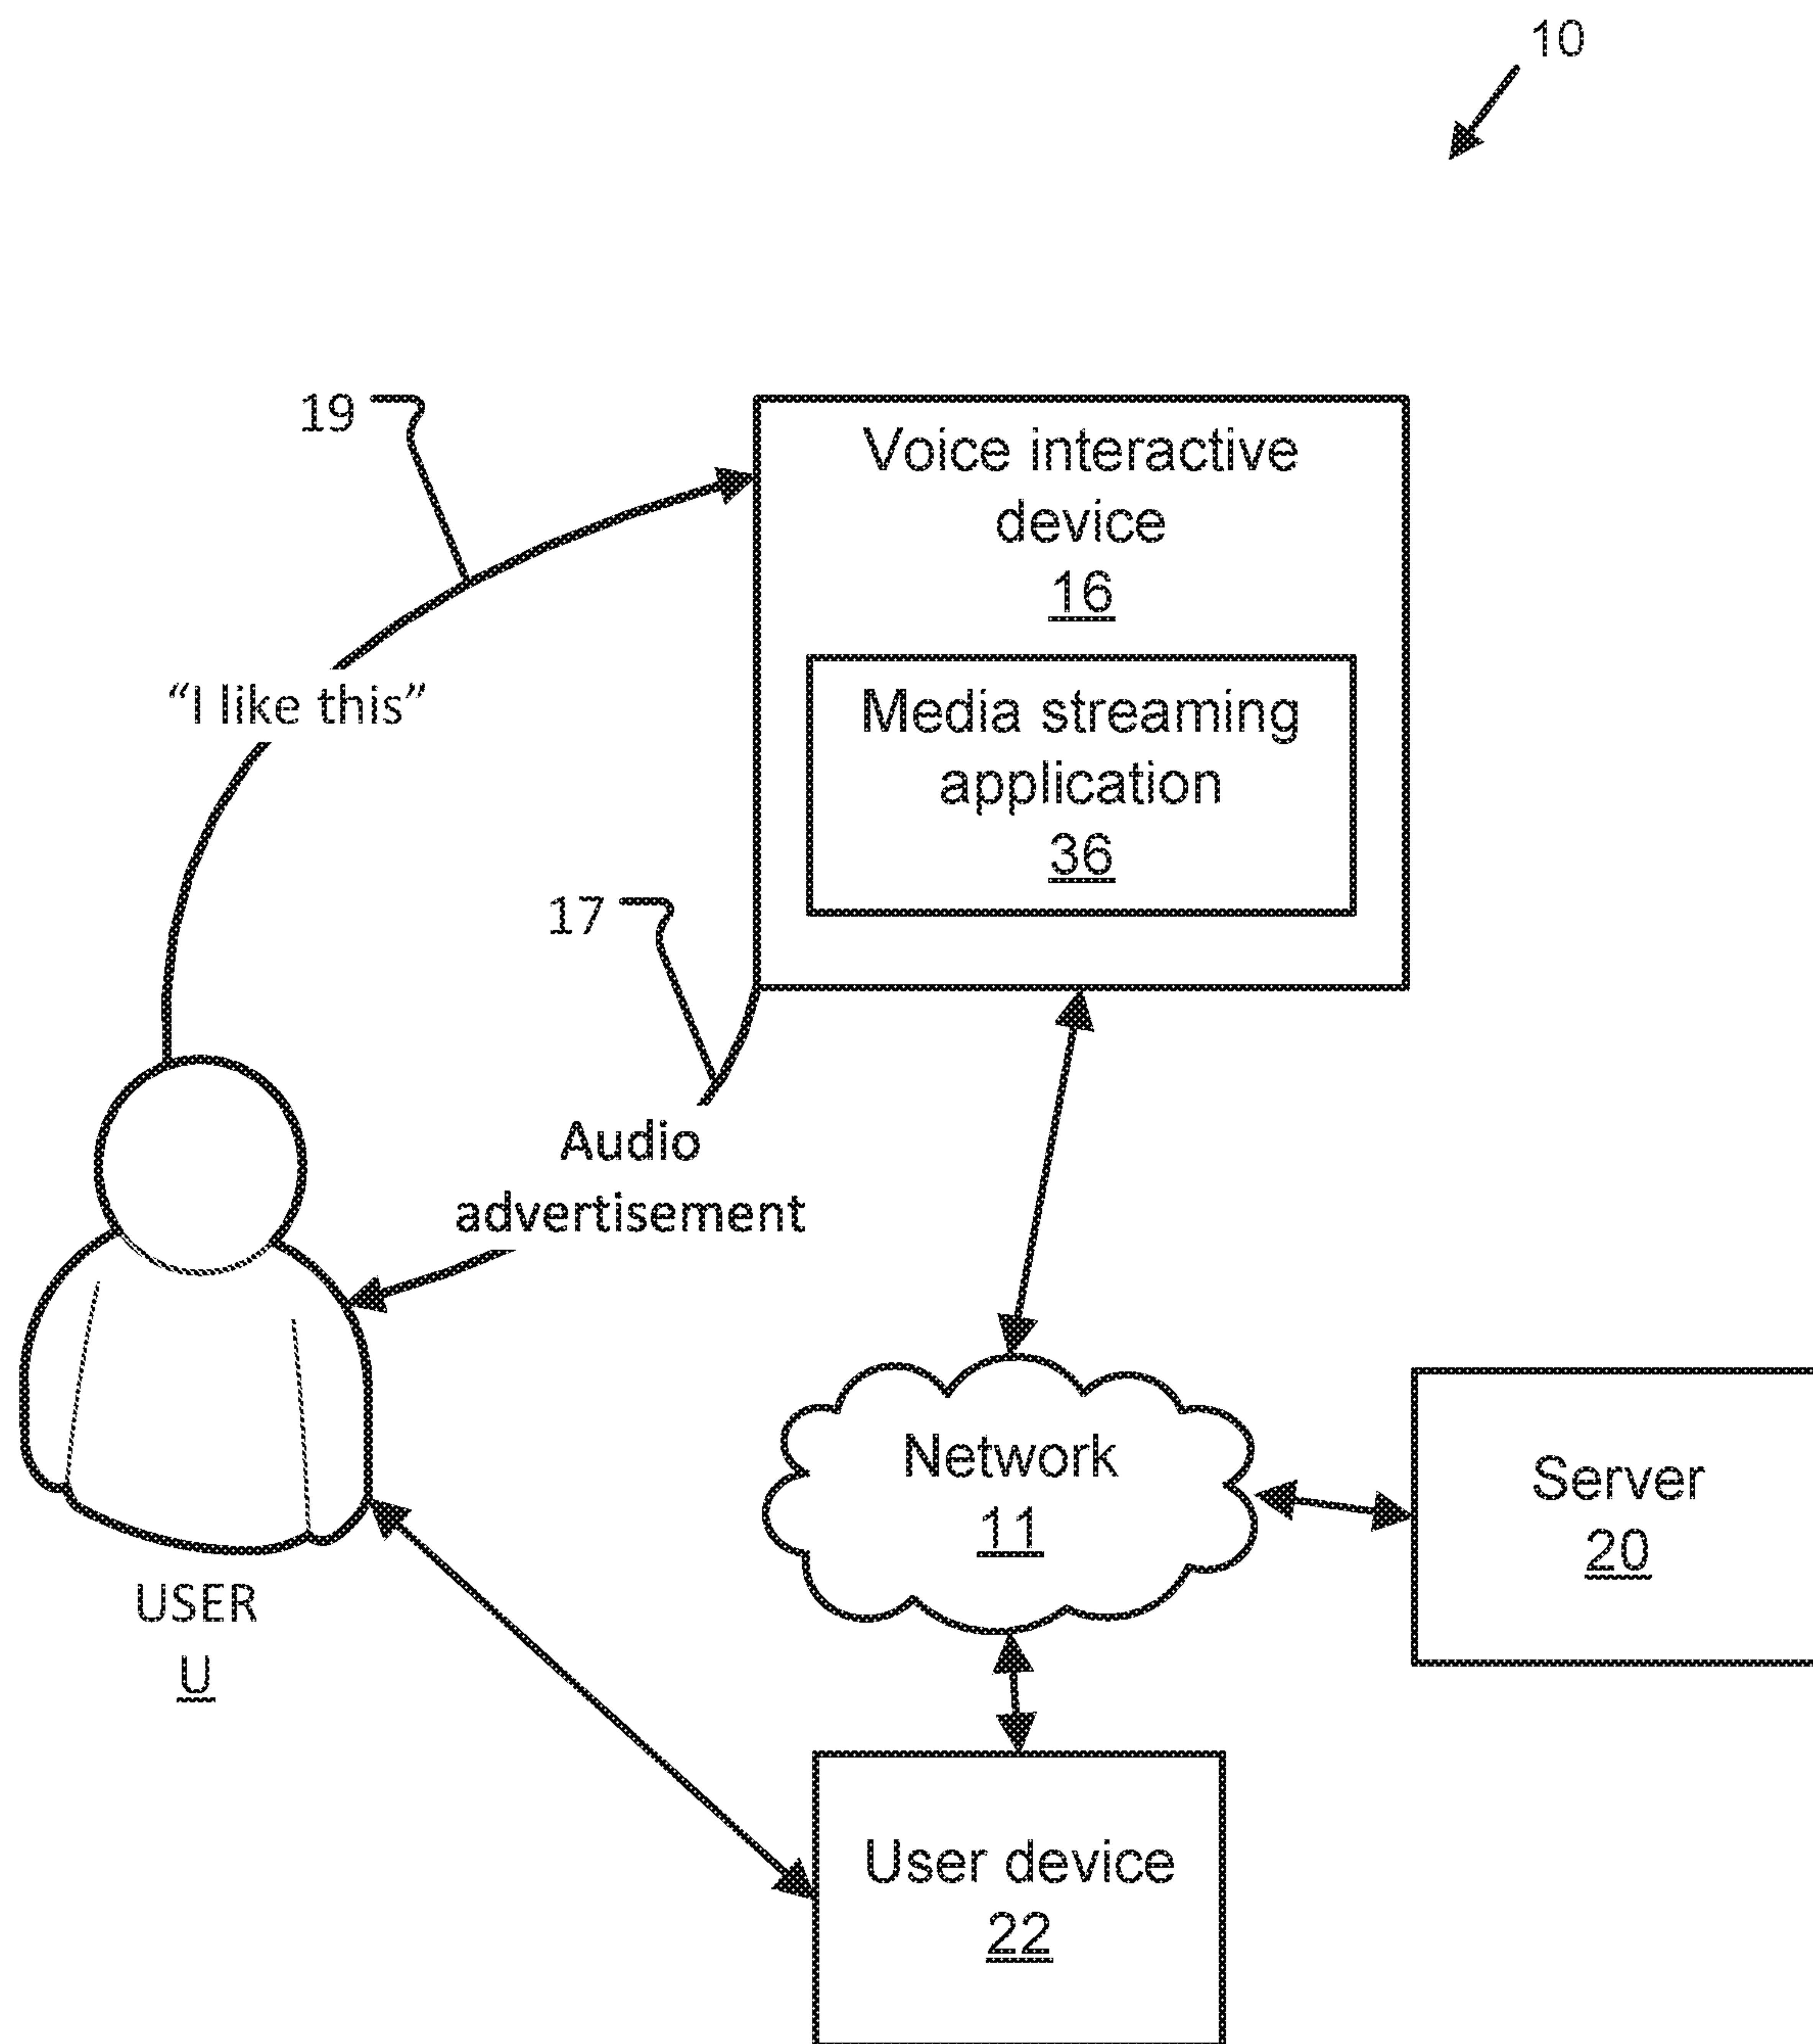 10
19
Voice interactive
device
16
"I like this"
Media streaming
application
36
17
Audio
advertisement
Network
11
Server
20
USER
U
User device
22